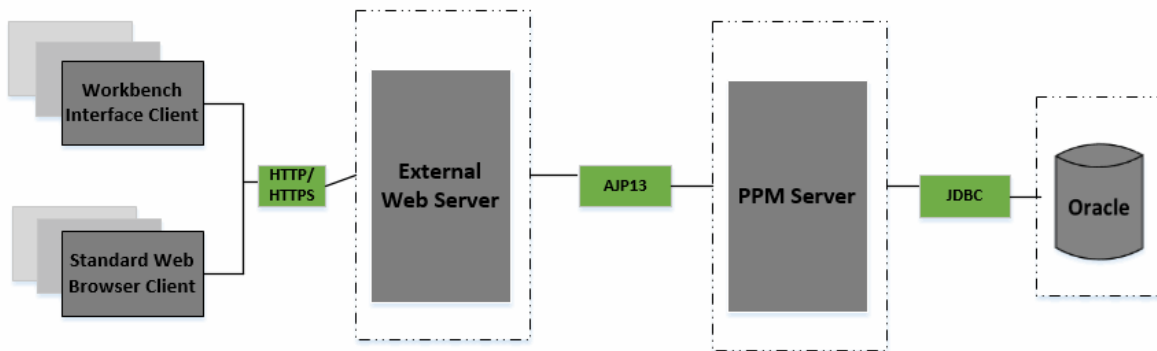 Workbench
Interface Client
Standard Web
Browser Client
HTTP/
HTTPS
External
Web Server
AJP13
PPM Server
JDBC
Oracle